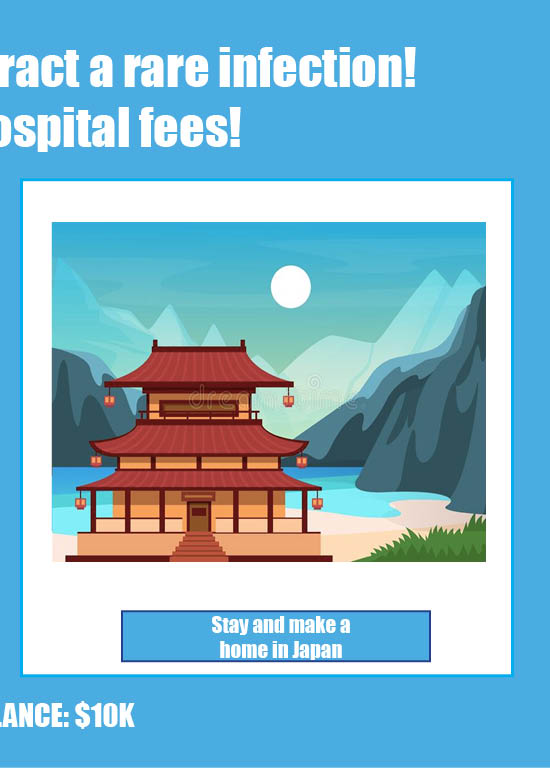 ract a rare infection!
ospital fees!
dreamstime
Stay and make a
home in Japan
LANCE: $10K